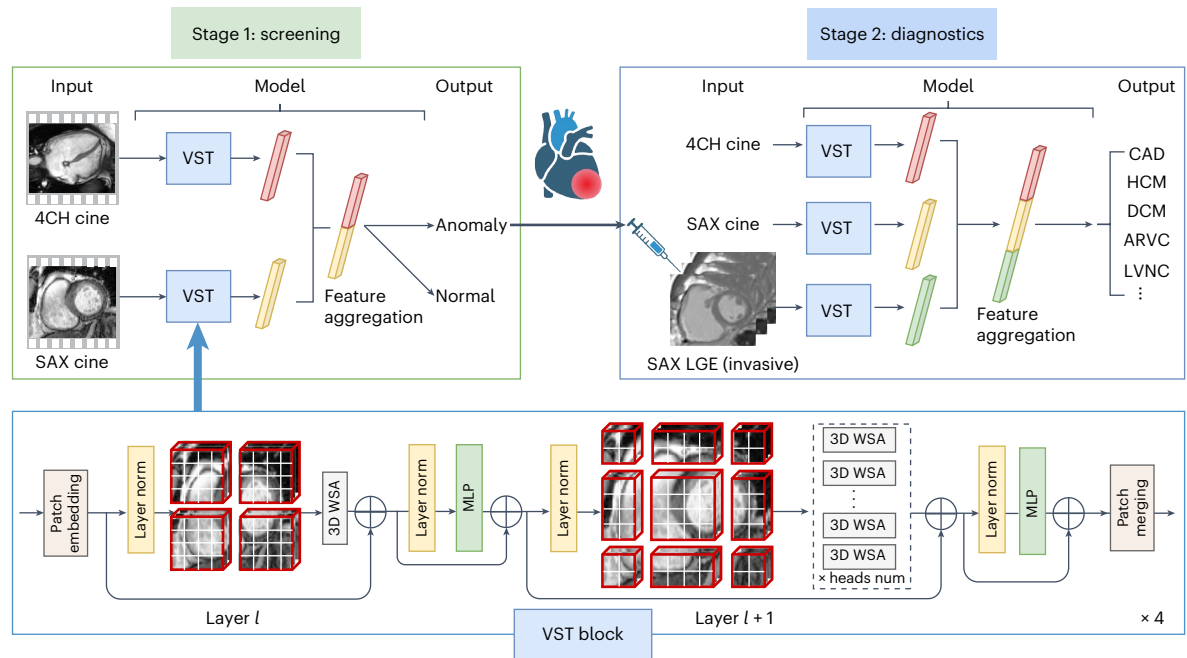 Stage 1: screening
Input
Model
Output
VST
4CH cine
VST
SAX cine
Feature
aggregation
Anomaly
Normal
Stage 2: diagnostics
Input
Model
Output
4CH cine
VST
SAX cine
VST
VST
SAX LGE (invasive)
Feature
aggregation
CAD
HCM
DCM
ARVC
LVNC
⋮
Patch
embedding
Layer norm
3D WSA
Layer norm
MLP
Layer norm
3D WSA
3D WSA
⋮
3D WSA
3D WSA
× heads num
Layer norm
MLP
Patch
merging
Layer l
Layer l + 1
× 4
VST block